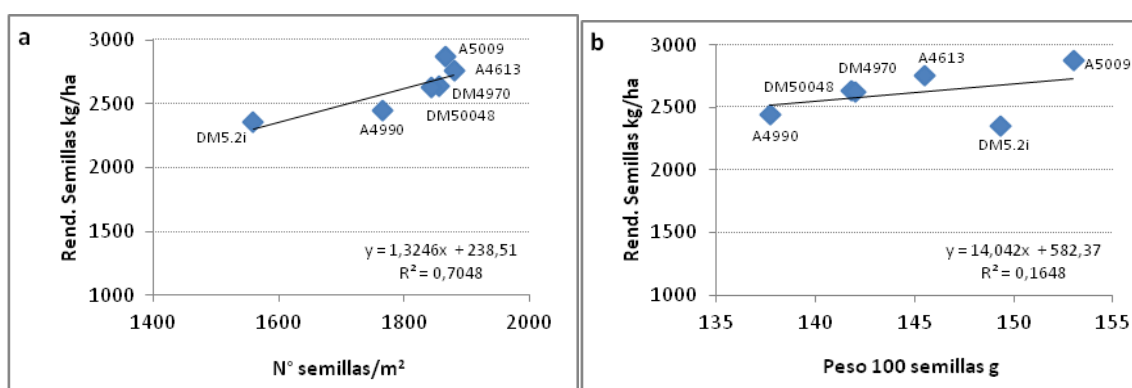 a
Rend. Semillas kg/ha
3000
2500
2000
1500
1000
A5009
A4613
DM4970
DM50048
A4990
DM5.2i
y = 1,3246x + 238,51
R² = 0,7048
1400 1600 1800 2000
N° semillas/m²
b
Rend. Semillas kg/ha
3000
2500
2000
1500
1000
A4613
A5009
DM50048 DM4970
A4990
DM5.2i
y = 14,042x + 582,37
R² = 0,1648
135 140 145 150 155
Peso 100 semillas g